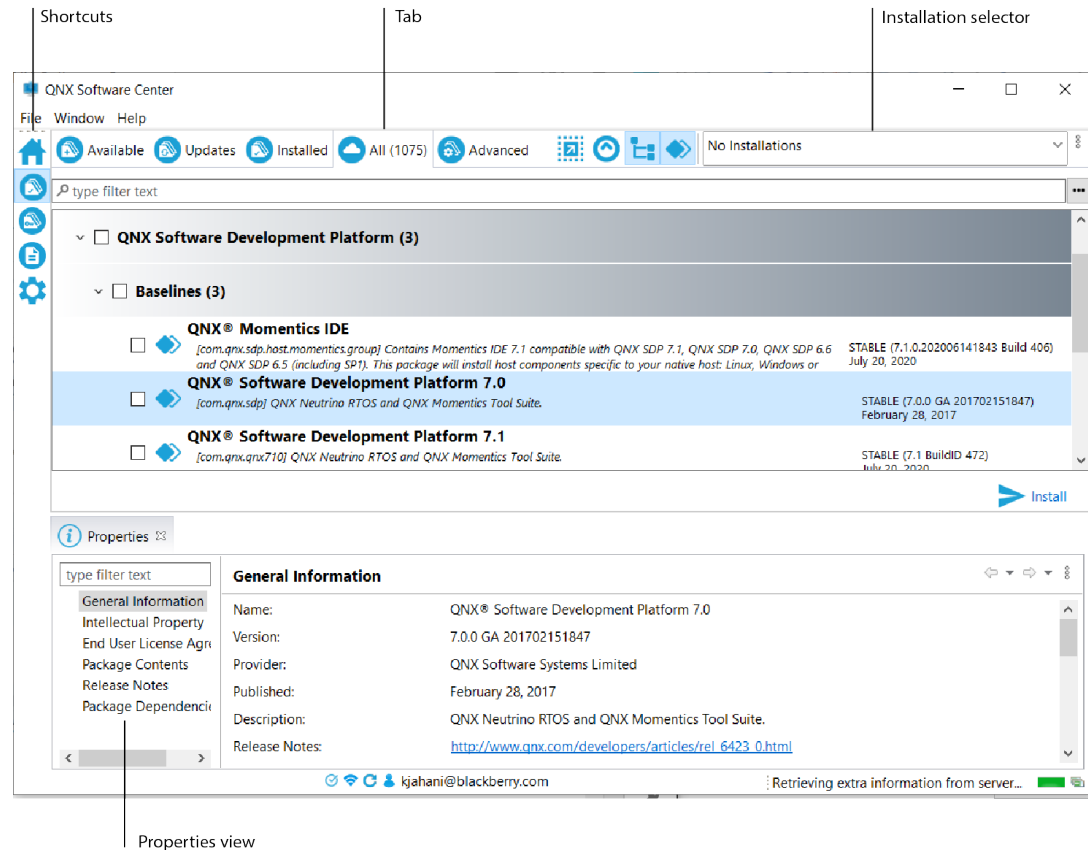 Shortcuts
Tab
Installation selector
QNX Software Center
File Window Help
Available Updates Installed All (1075) Advanced
No Installations
type filter text
QNX Software Development Platform (3)
Baselines (3)
QNX® Momentics IDE
[com.qnx.sdp.host.momentics.group] Contains Momentics IDE 7.1 compatible with QNX SDP 7.1, QNX SDP 7.0, QNX SDP 6.6
and QNX SDP 6.5 (including SP1). This package will install host components specific to your native host: Linux, Windows or
STABLE (7.1.0.202006141843 Build 406)
July 20, 2020
QNX® Software Development Platform 7.0
[com.qnx.sdp] QNX Neutrino RTOS and QNX Momentics Tool Suite.
STABLE (7.0.0 GA 201702151847)
February 28, 2017
QNX® Software Development Platform 7.1
[com.qnx.qnx710] QNX Neutrino RTOS and QNX Momentics Tool Suite.
STABLE (7.1 BuildID 472)
July 20, 2020
Install
Properties
type filter text
General Information
Intellectual Property
End User License Agre
Package Contents
Release Notes
Package Dependencie
General Information
Name: QNX® Software Development Platform 7.0
Version: 7.0.0 GA 201702151847
Provider: QNX Software Systems Limited
Published: February 28, 2017
Description: QNX Neutrino RTOS and QNX Momentics Tool Suite.
Release Notes: http://www.qnx.com/developers/articles/rel_6423_0.html
kjahani@blackberry.com
Retrieving extra information from server...
Properties view